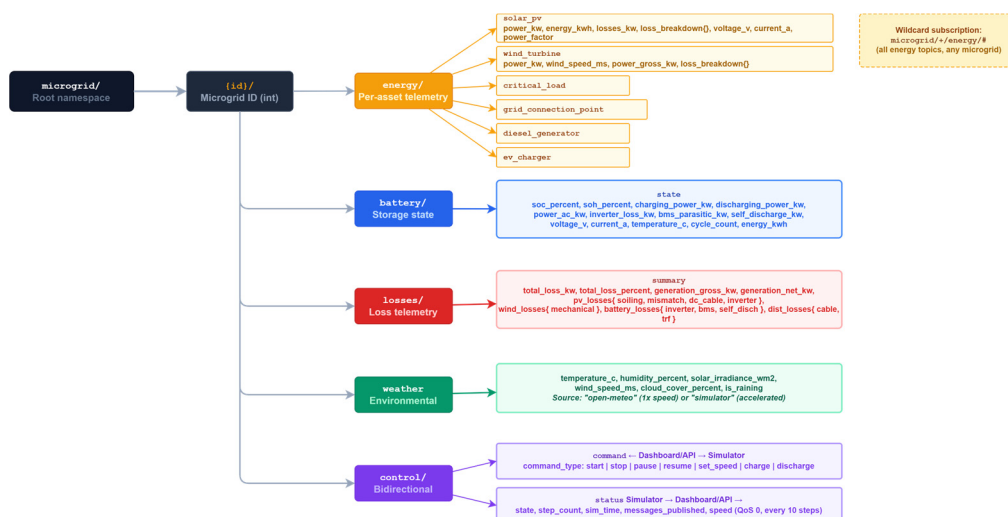 microgrid/
Root namespace
{id}/
Microgrid ID (int)
energy/
Per-asset telemetry
solar_pv
power_kw, energy_kwh, losses_kw, loss_breakdown{}, voltage_v, current_a,
power_factor
wind_turbine
power_kw, wind_speed_ms, power_gross_kw, loss_breakdown{}
critical_load
grid_connection_point
diesel_generator
ev_charger
Wildcard subscription:
microgrid/+/energy/#
(all energy topics, any microgrid)
battery/
Storage state
state
soc_percent, soh_percent, charging_power_kw, discharging_power_kw,
power_ac_kw, inverter_loss_kw, bms_parasitic_kw, self_discharge_kw,
voltage_v, current_a, temperature_c, cycle_count, energy_kwh
losses/
Loss telemetry
summary
total_loss_kw, total_loss_percent, generation_gross_kw, generation_net_kw,
pv_losses{ soiling, mismatch, dc_cable, inverter },
wind_losses{ mechanical }, battery_losses{ inverter, bms, self_disch }, dist_losses{ cable,
trf }
weather
Environmental
temperature_c, humidity_percent, solar_irradiance_wm2,
wind_speed_ms, cloud_cover_percent, is_raining
Source: "open-meteo" (1x speed) or "simulator" (accelerated)
control/
Bidirectional
command ← Dashboard/API → Simulator
command_type: start | stop | pause | resume | set_speed | charge | discharge
status Simulator → Dashboard/API →
state, step_count, sim_time, messages_published, speed (QoS 0, every 10 steps)